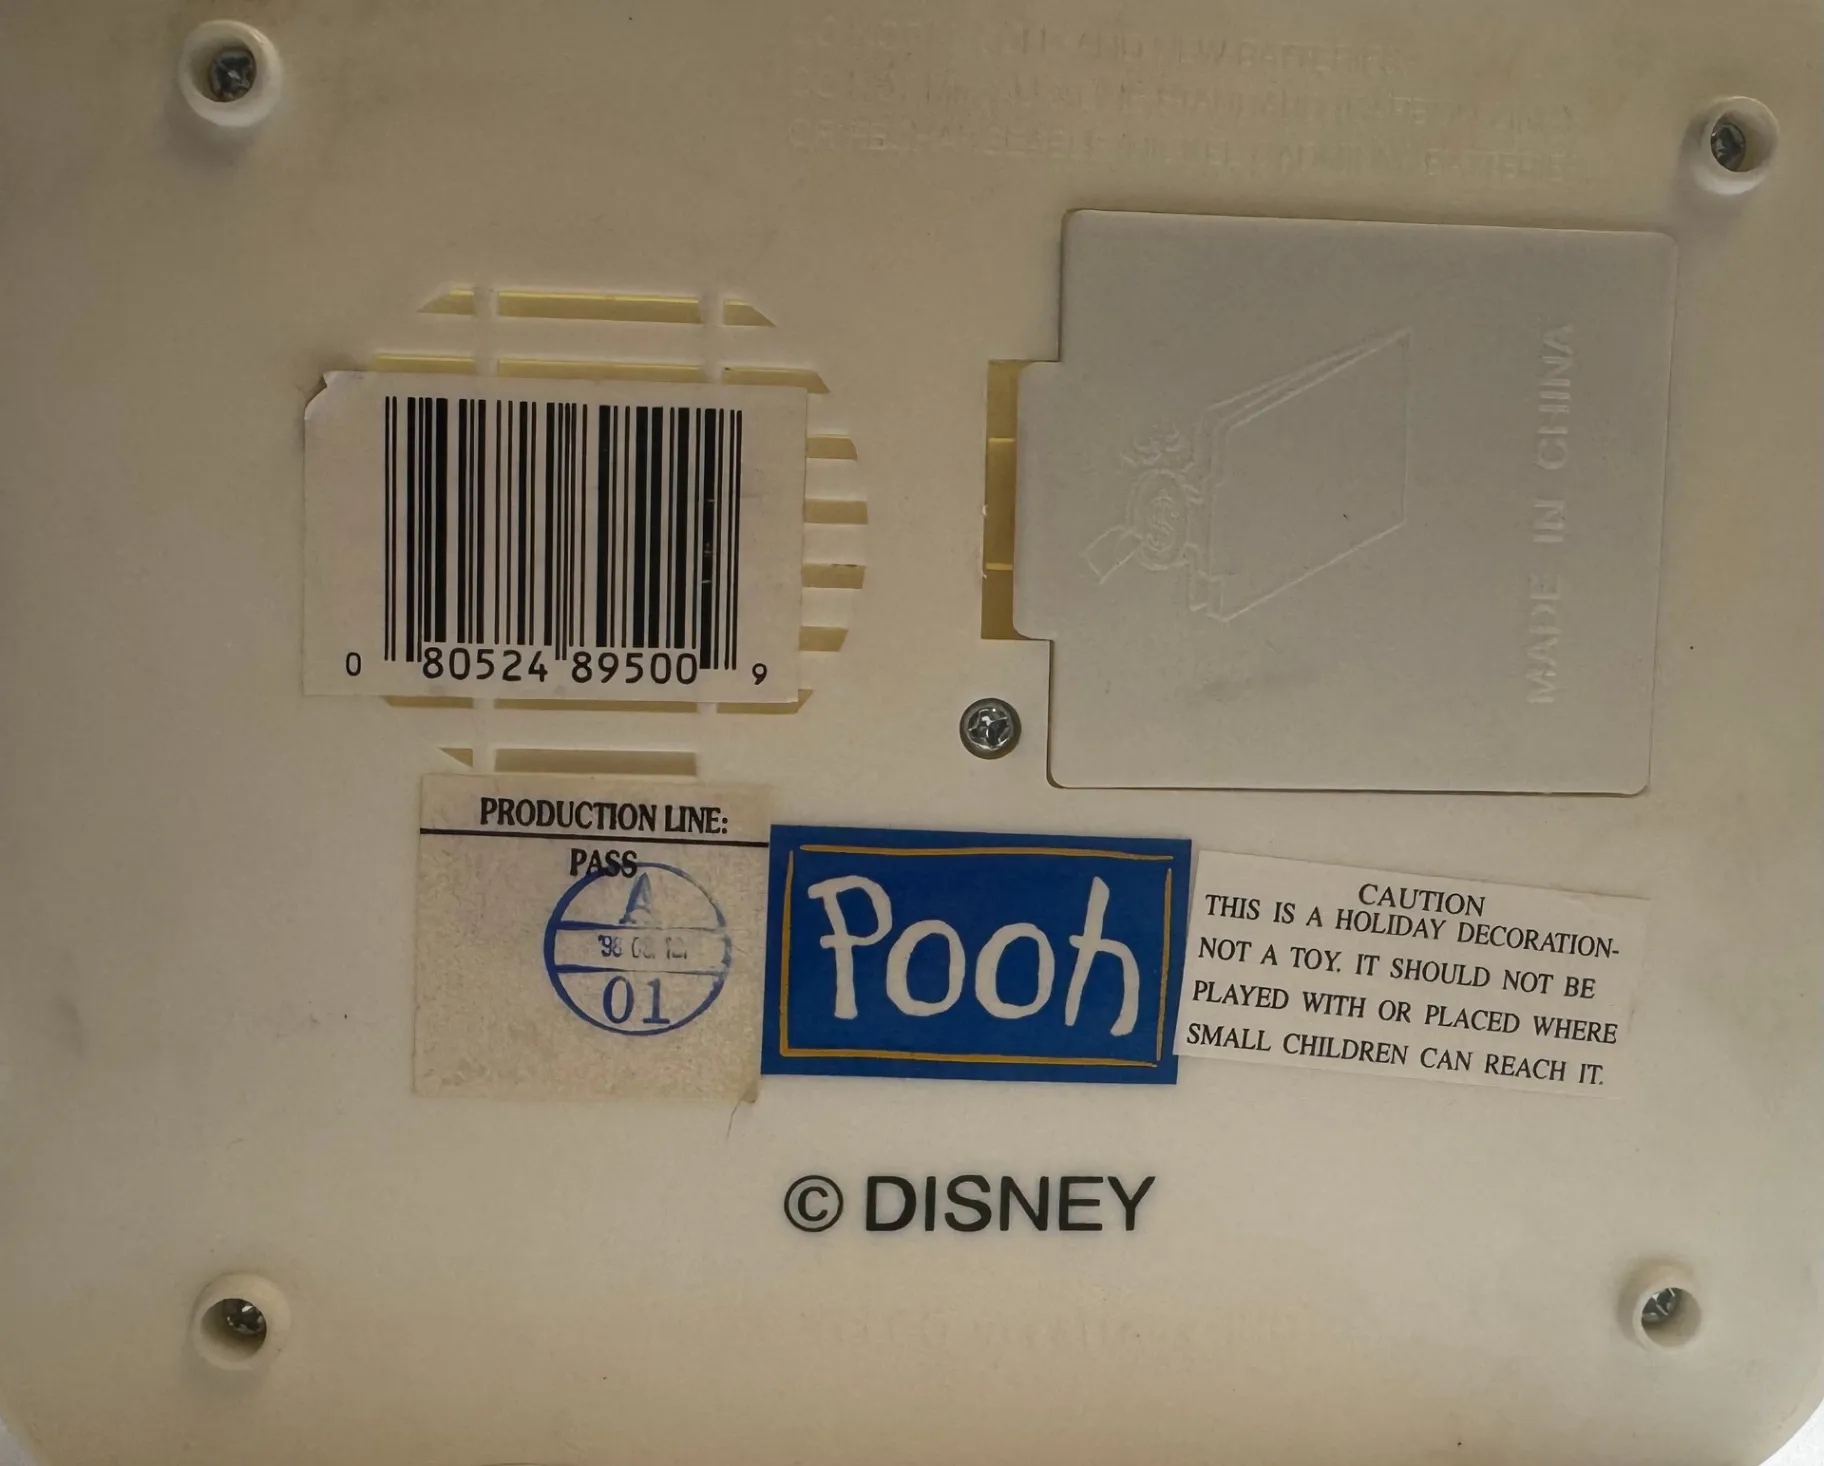 MADE IN CHINA
0 80524 89500 9
PRODUCTION LINE:
PASS
A
01
Pooh
CAUTION
THIS IS A HOLIDAY DECORATION-
NOT A TOY. IT SHOULD NOT BE
PLAYED WITH OR PLACED WHERE
SMALL CHILDREN CAN REACH IT.
© DISNEY